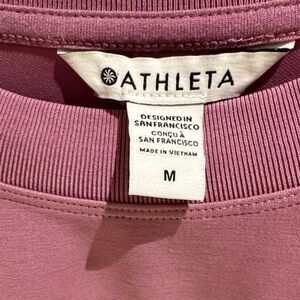 ATHLETA
DESIGNED IN
SAN FRANCISCO
CONÇU À
SAN FRANCISCO
MADE IN VIETNAM
M